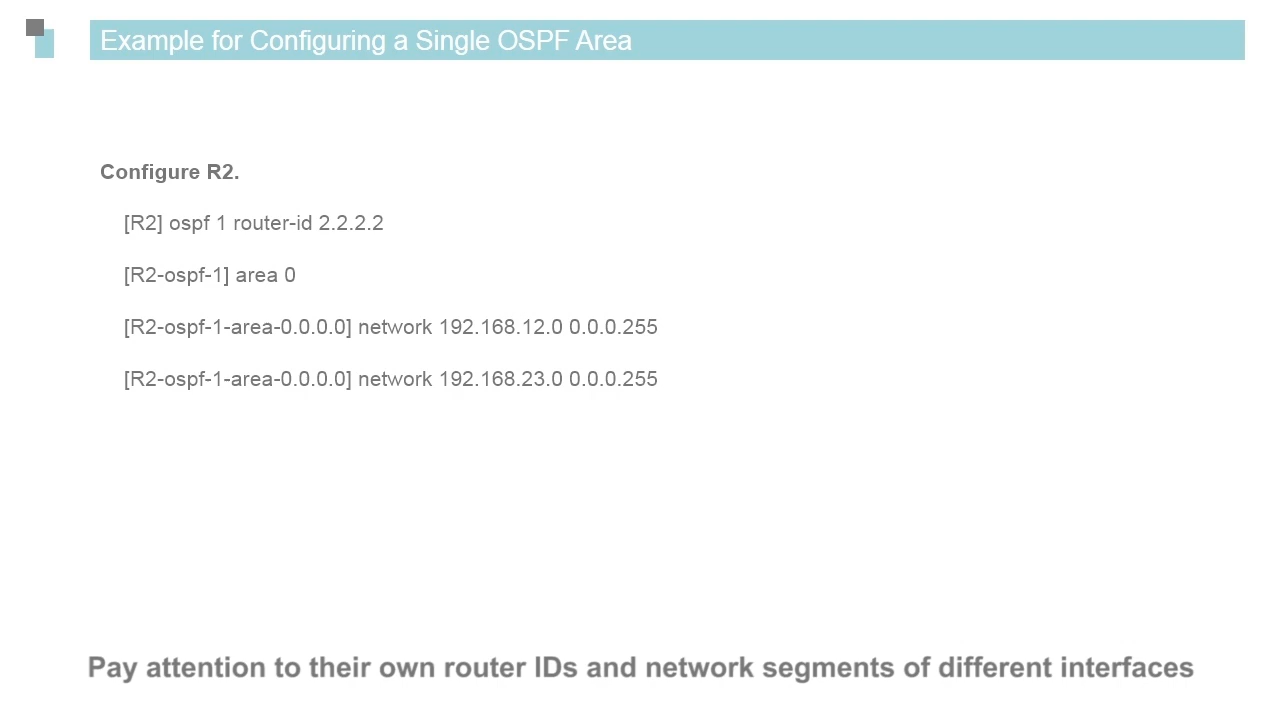 Example for Configuring a Single OSPF Area
Configure R2.
[R2] ospf 1 router-id 2.2.2.2
[R2-ospf-1] area 0
[R2-ospf-1-area-0.0.0.0] network 192.168.12.0 0.0.0.255
[R2-ospf-1-area-0.0.0.0] network 192.168.23.0 0.0.0.255
Pay attention to their own router IDs and network segments of different interfaces